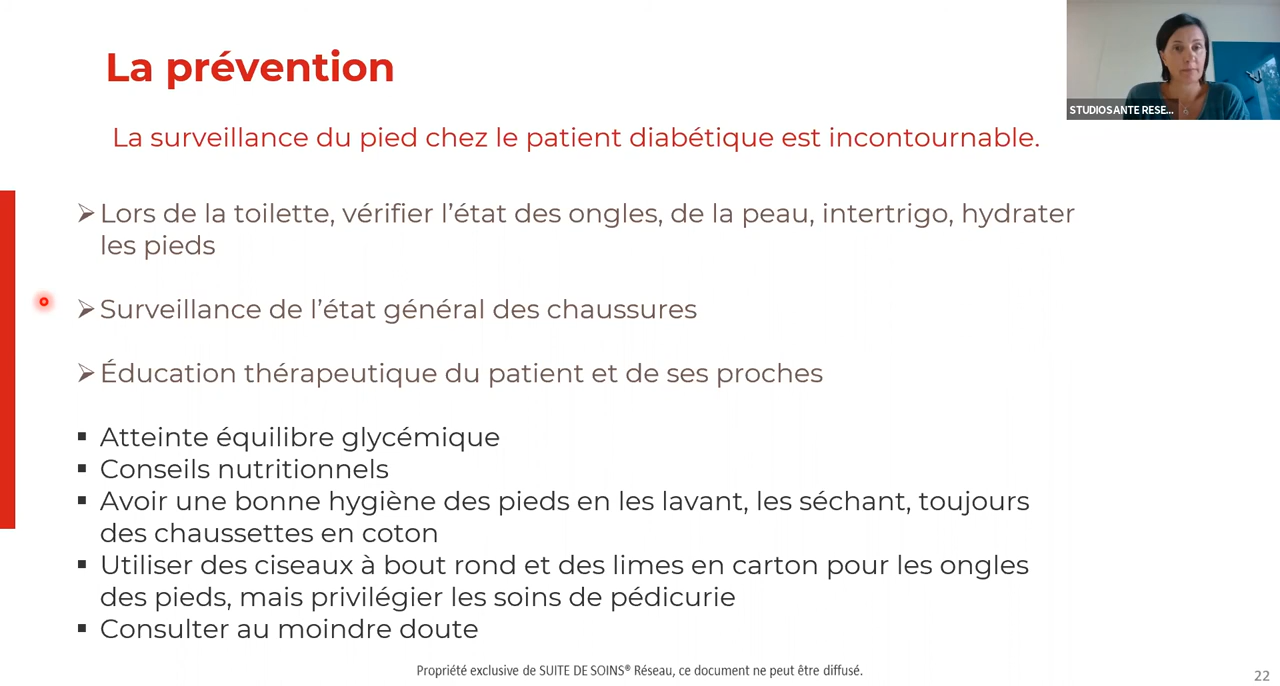 La prévention
STUDIOSANTE RESE...
La surveillance du pied chez le patient diabétique est incontournable.
Lors de la toilette, vérifier l’état des ongles, de la peau, intertrigo, hydrater
les pieds
Surveillance de l’état général des chaussures
Éducation thérapeutique du patient et de ses proches
Atteinte équilibre glycémique
Conseils nutritionnels
Avoir une bonne hygiène des pieds en les lavant, les séchant, toujours
des chaussettes en coton
Utiliser des ciseaux à bout rond et des limes en carton pour les ongles
des pieds, mais privilégier les soins de pédicurie
Consulter au moindre doute
Propriété exclusive de SUITE DE SOINS® Réseau, ce document ne peut être diffusé.
22